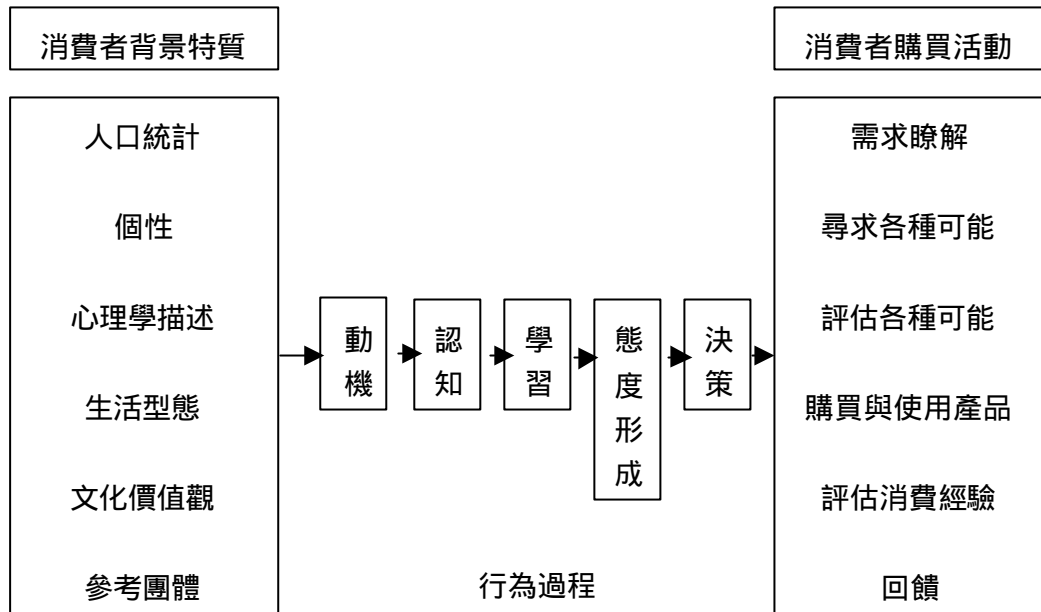 消費者背景特質
消費者購買活動
人口統計
個性
心理學描述
生活型態
文化價值觀
參考團體
動機
認知
學習
態度形成
決策
行為過程
需求瞭解
尋求各種可能
評估各種可能
購買與使用產品
評估消費經驗
回饋